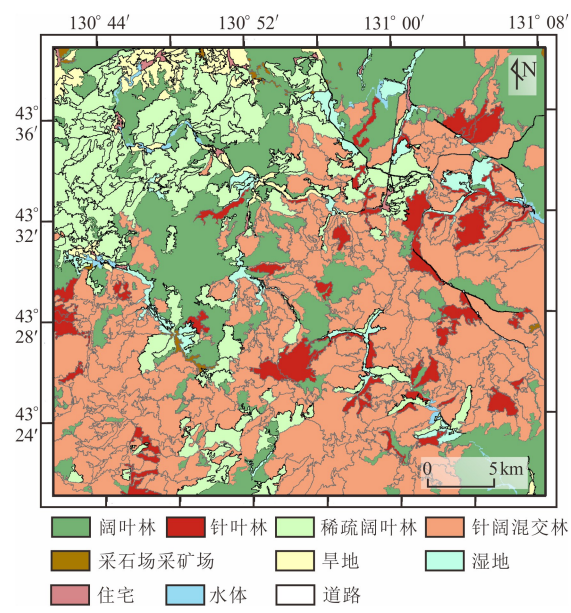 130° 44′ 130° 52′ 131° 00′ 131° 08′
N
43°
36′
43°
32′
43°
28′
43°
24′
0 5 km
阔叶林 针叶林 稀疏阔叶林 针阔混交林
采石场采矿场 旱地 湿地
住宅 水体 道路